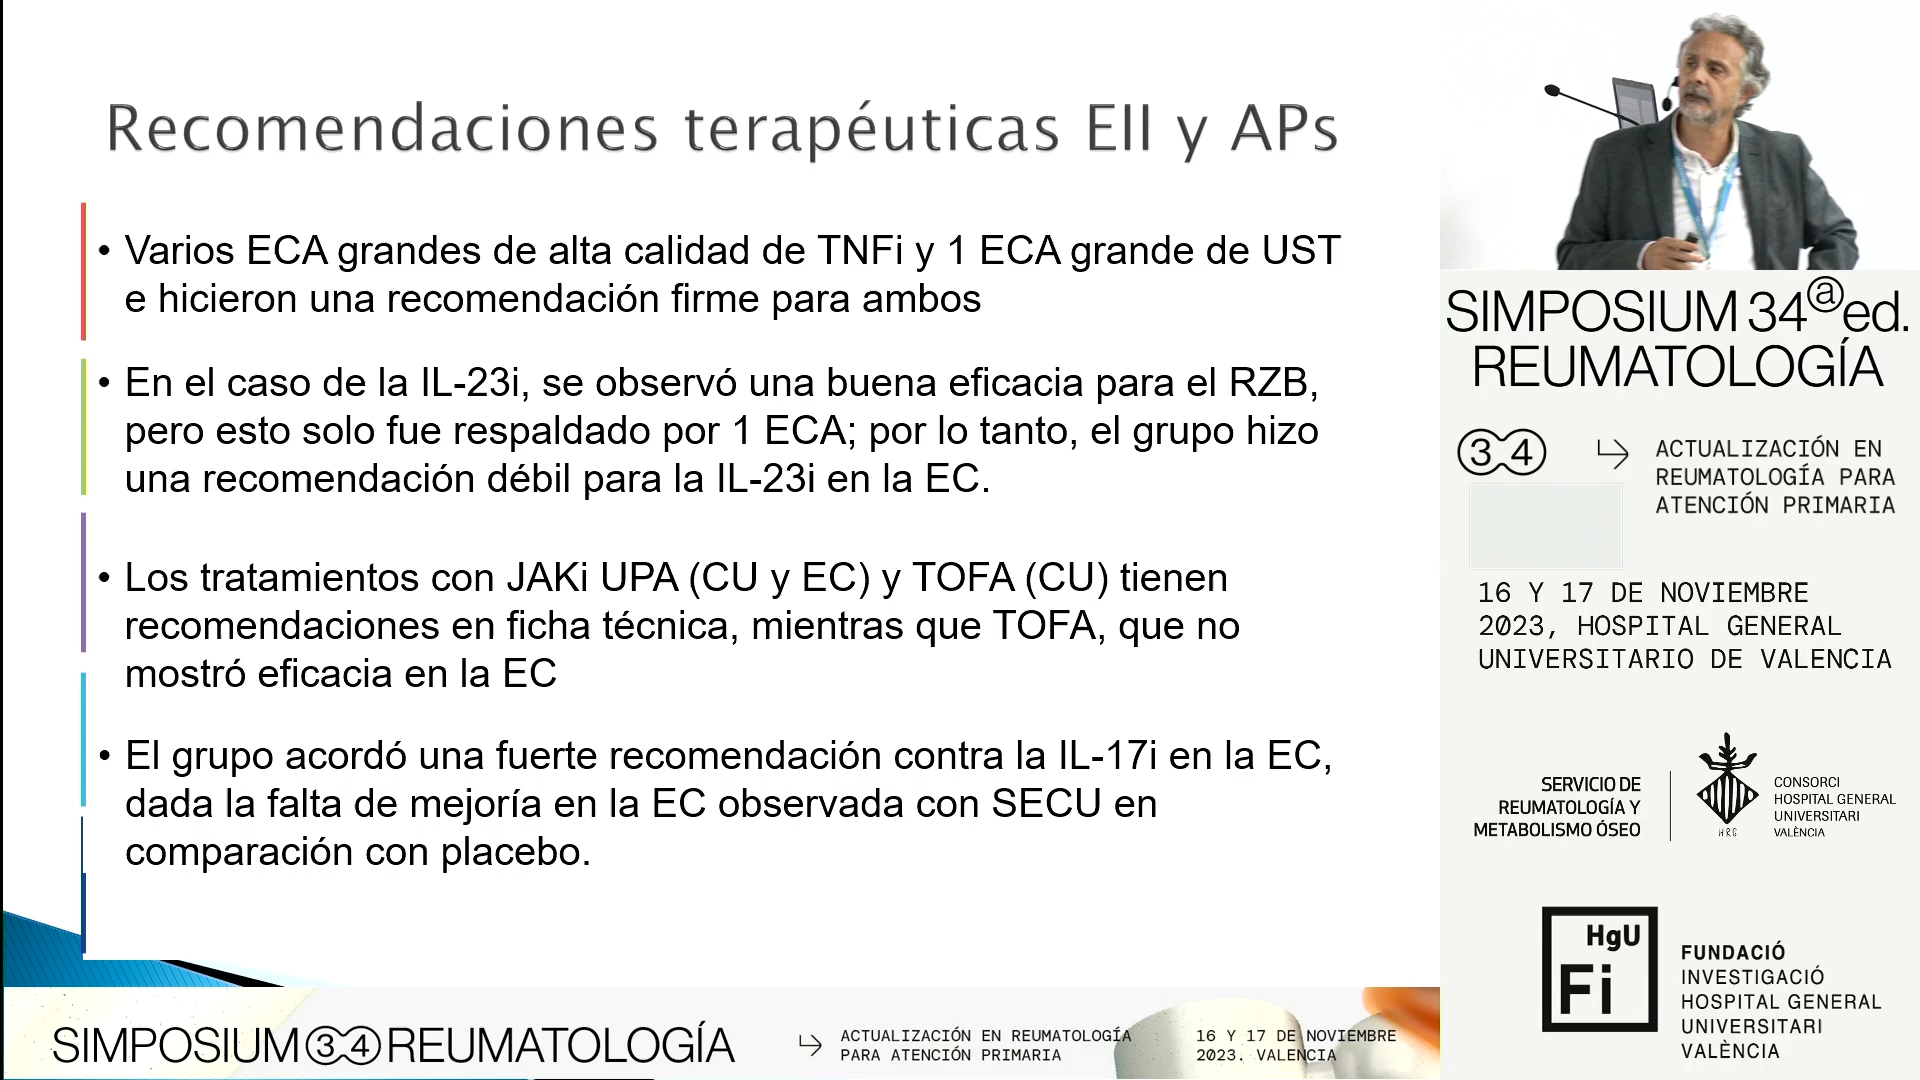 Recomendaciones terapéuticas EII y APs
• Varios ECA grandes de alta calidad de TNFi y 1 ECA grande de UST
e hicieron una recomendación firme para ambos
• En el caso de la IL-23i, se observó una buena eficacia para el RZB,
pero esto solo fue respaldado por 1 ECA; por lo tanto, el grupo hizo
una recomendación débil para la IL-23i en la EC.
• Los tratamientos con JAKi UPA (CU y EC) y TOFA (CU) tienen
recomendaciones en ficha técnica, mientras que TOFA, que no
mostró eficacia en la EC
• El grupo acordó una fuerte recomendación contra la IL-17i en la EC,
dada la falta de mejoría en la EC observada con SECU en
comparación con placebo.
SIMPOSIUM 34 REUMATOLOGÍA
ACTUALIZACIÓN EN REUMATOLOGÍA
PARA ATENCIÓN PRIMARIA
16 Y 17 DE NOVIEMBRE
2023. VALENCIA
SIMPOSIUM 34ⓐed.
REUMATOLOGÍA
34
ACTUALIZACIÓN EN
REUMATOLOGÍA PARA
ATENCIÓN PRIMARIA
16 Y 17 DE NOVIEMBRE
2023, HOSPITAL GENERAL
UNIVERSITARIO DE VALENCIA
SERVICIO DE
REUMATOLOGÍA Y
METABOLISMO ÓSEO
HRG
CONSORCI
HOSPITAL GENERAL
UNIVERSITARI
VALÈNCIA
HgU
Fi
FUNDACIÓ
INVESTIGACIÓ
HOSPITAL GENERAL
UNIVERSITARI
VALÈNCIA